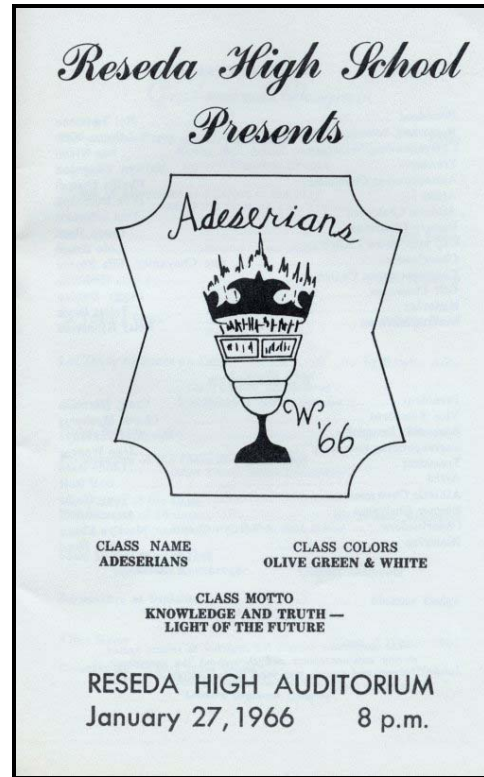 Reseda High School
Presents
Adeserians
W '66
CLASS NAME
ADESERIANS
CLASS COLORS
OLIVE GREEN & WHITE
CLASS MOTTO
KNOWLEDGE AND TRUTH —
LIGHT OF THE FUTURE
RESEDA HIGH AUDITORIUM
January 27, 1966 8 p.m.